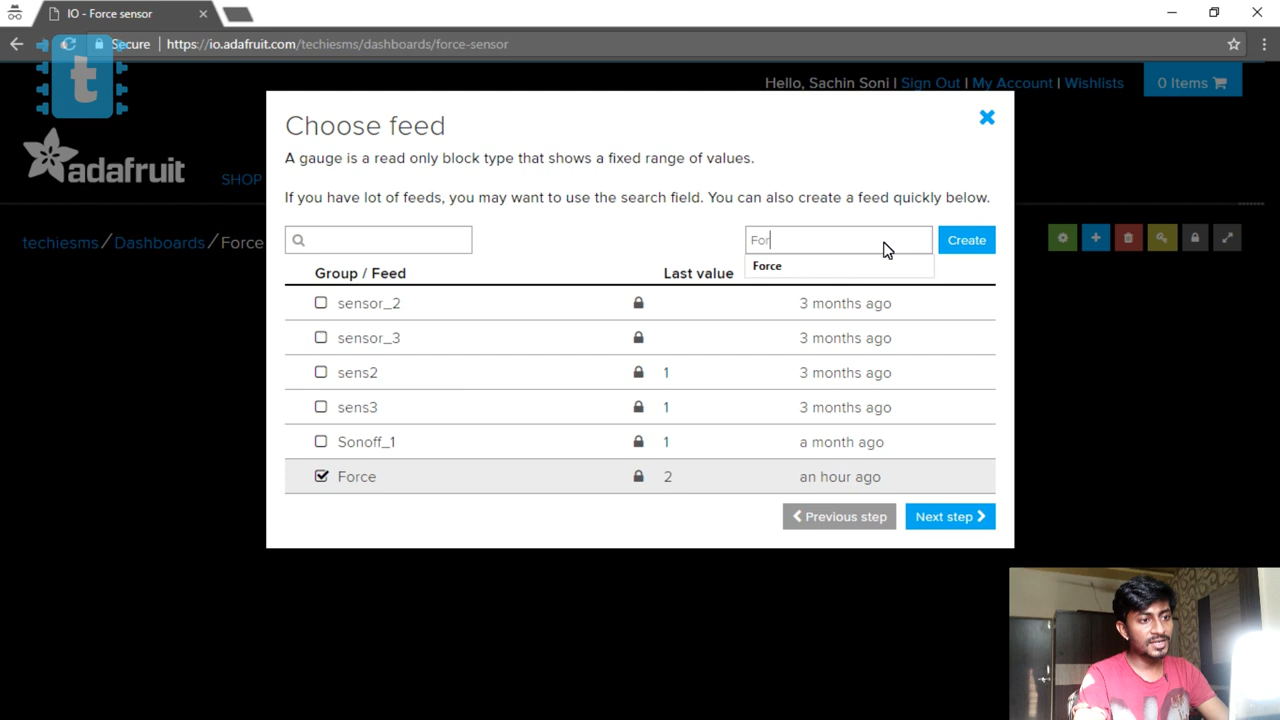 IO - Force sensor
Secure
https://io.adafruit.com/techiesms/dashboards/force-sensor
t
Hello, Sachin Soni | Sign Out | My Account | Wishlists
0 Items
adafruit
SHOP
techiesms / Dashboards / Force
Choose feed
A gauge is a read only block type that shows a fixed range of values.
If you have lot of feeds, you may want to use the search field. You can also create a feed quickly below.
For
Create
Force
Group / Feed
Last value
sensor_2 3 months ago
sensor_3 3 months ago
sens2 1 3 months ago
sens3 1 3 months ago
Sonoff_1 1 a month ago
Force 2 an hour ago
Previous step
Next step